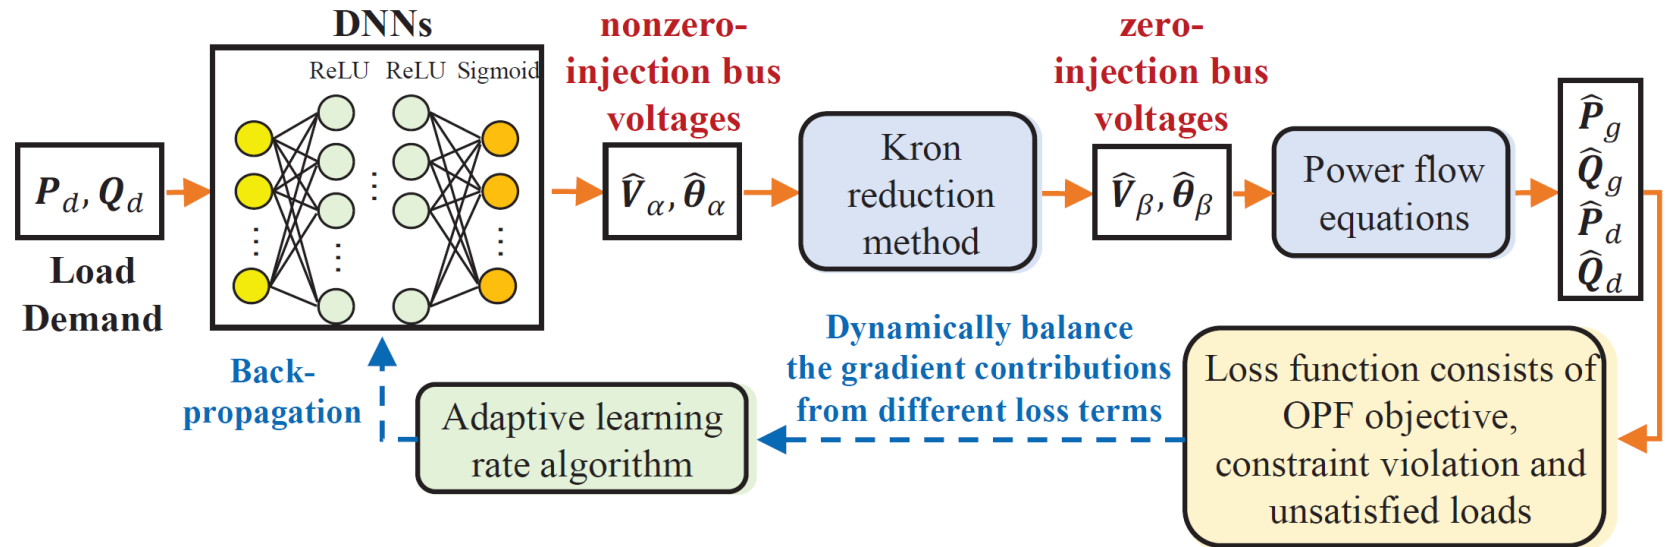 DNNs
ReLU ReLU Sigmoid
P_d, Q_d
Load
Demand
nonzero-
injection bus
voltages
V̂_α, θ̂_α
Kron
reduction
method
zero-
injection bus
voltages
V̂_β, θ̂_β
Power flow
equations
P̂_g
Q̂_g
P̂_d
Q̂_d
Loss function consists of
OPF objective,
constraint violation and
unsatisfied loads
Dynamically balance
the gradient contributions
from different loss terms
Adaptive learning
rate algorithm
Back-
propagation